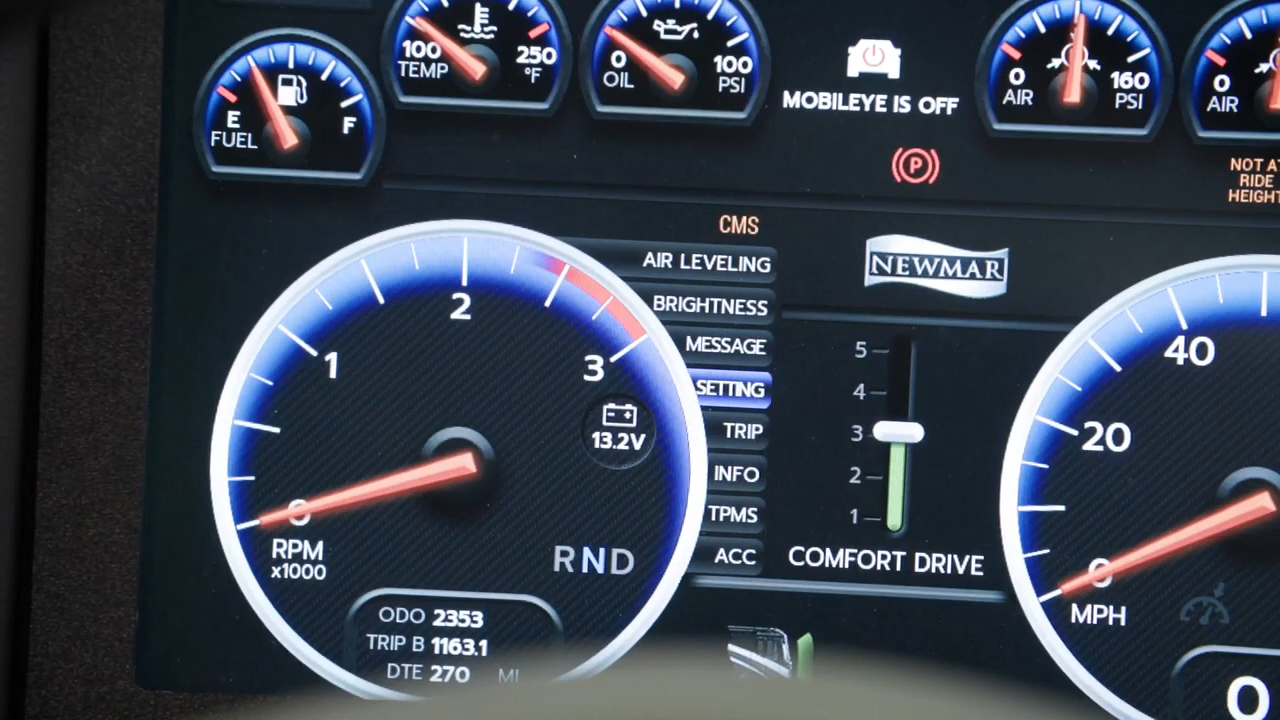 E
F
FUEL
100
250
TEMP
°F
0
100
OIL
PSI
MOBILEYE IS OFF
P
0
160
AIR
PSI
0
AIR
NOT AT
RIDE
HEIGHT
CMS
AIR LEVELING
BRIGHTNESS
MESSAGE
SETTING
TRIP
INFO
TPMS
ACC
NEWMAR
5
4
3
2
1
COMFORT DRIVE
0
1
2
3
13.2V
RPM
x1000
RND
ODO 2353
TRIP B 1163.1
DTE 270 MI
0
20
40
MPH
0